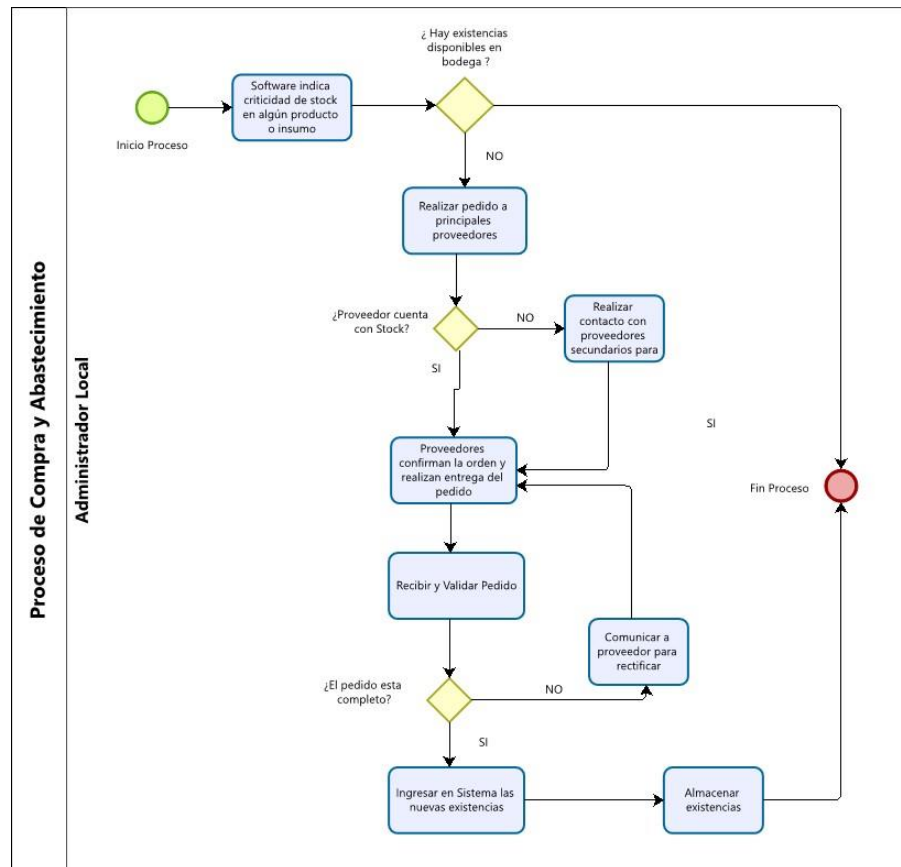 Proceso de Compra y Abastecimiento
Administrador Local
¿ Hay existencias
disponibles en
bodega ?
Software indica
criticidad de stock
en algún producto
o insumo
Inicio Proceso
NO
Realizar pedido a
principales
proveedores
¿Proveedor cuenta
con Stock?
NO
Realizar
contacto con
proveedores
secundarios para
SI
SI
Proveedores
confirman la orden y
realizan entrega del
pedido
Fin Proceso
Recibir y Validar Pedido
Comunicar a
proveedor para
rectificar
¿El pedido esta
completo?
NO
SI
Ingresar en Sistema las
nuevas existencias
Almacenar
existencias